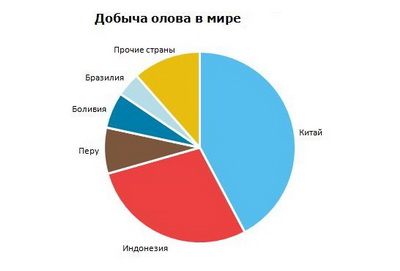 Добыча олова в мире
Прочие страны
Бразилия
Боливия
Перу
Китай
Индонезия